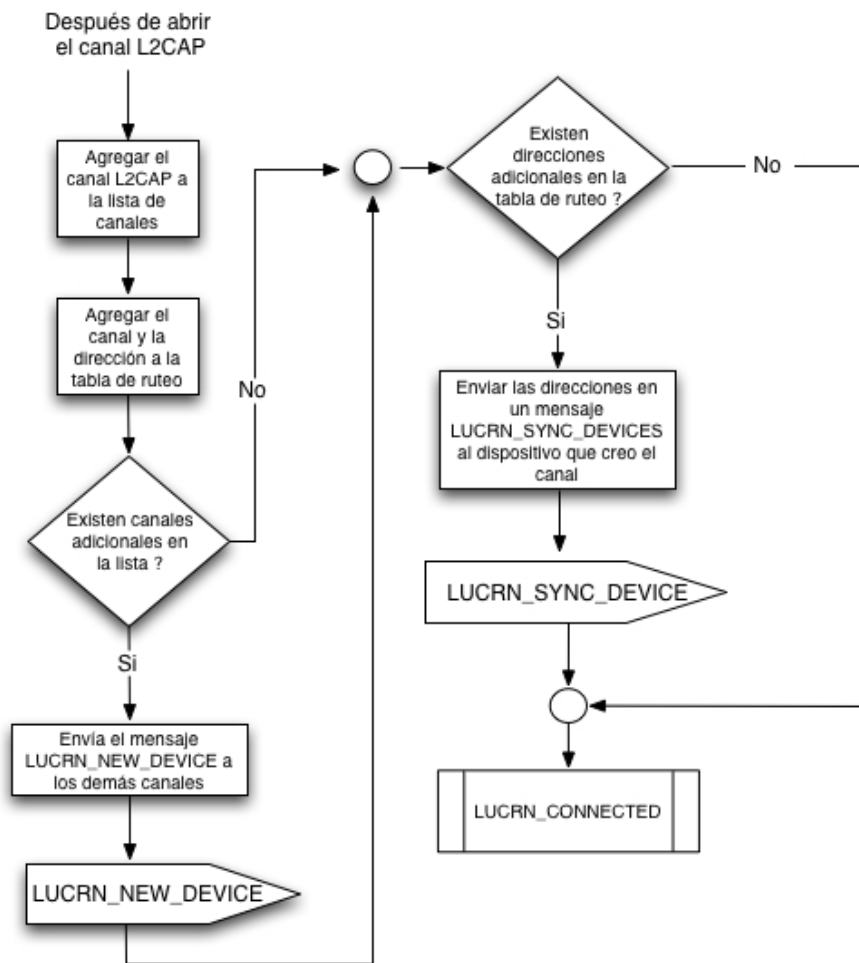 Después de abrir
el canal L2CAP
Agregar el
canal L2CAP a
la lista de
canales
Agregar el
canal y la
dirección a la
tabla de ruteo
Existen canales
adicionales en
la lista ?
No
Si
Envía el mensaje
LUCRN_NEW_DEVICE a
los demás canales
LUCRN_NEW_DEVICE
Existen
direcciones
adicionales en la
tabla de ruteo ?
No
Si
Enviar las direcciones en
un mensaje
LUCRN_SYNC_DEVICES
al dispositivo que creo el
canal
LUCRN_SYNC_DEVICE
LUCRN_CONNECTED